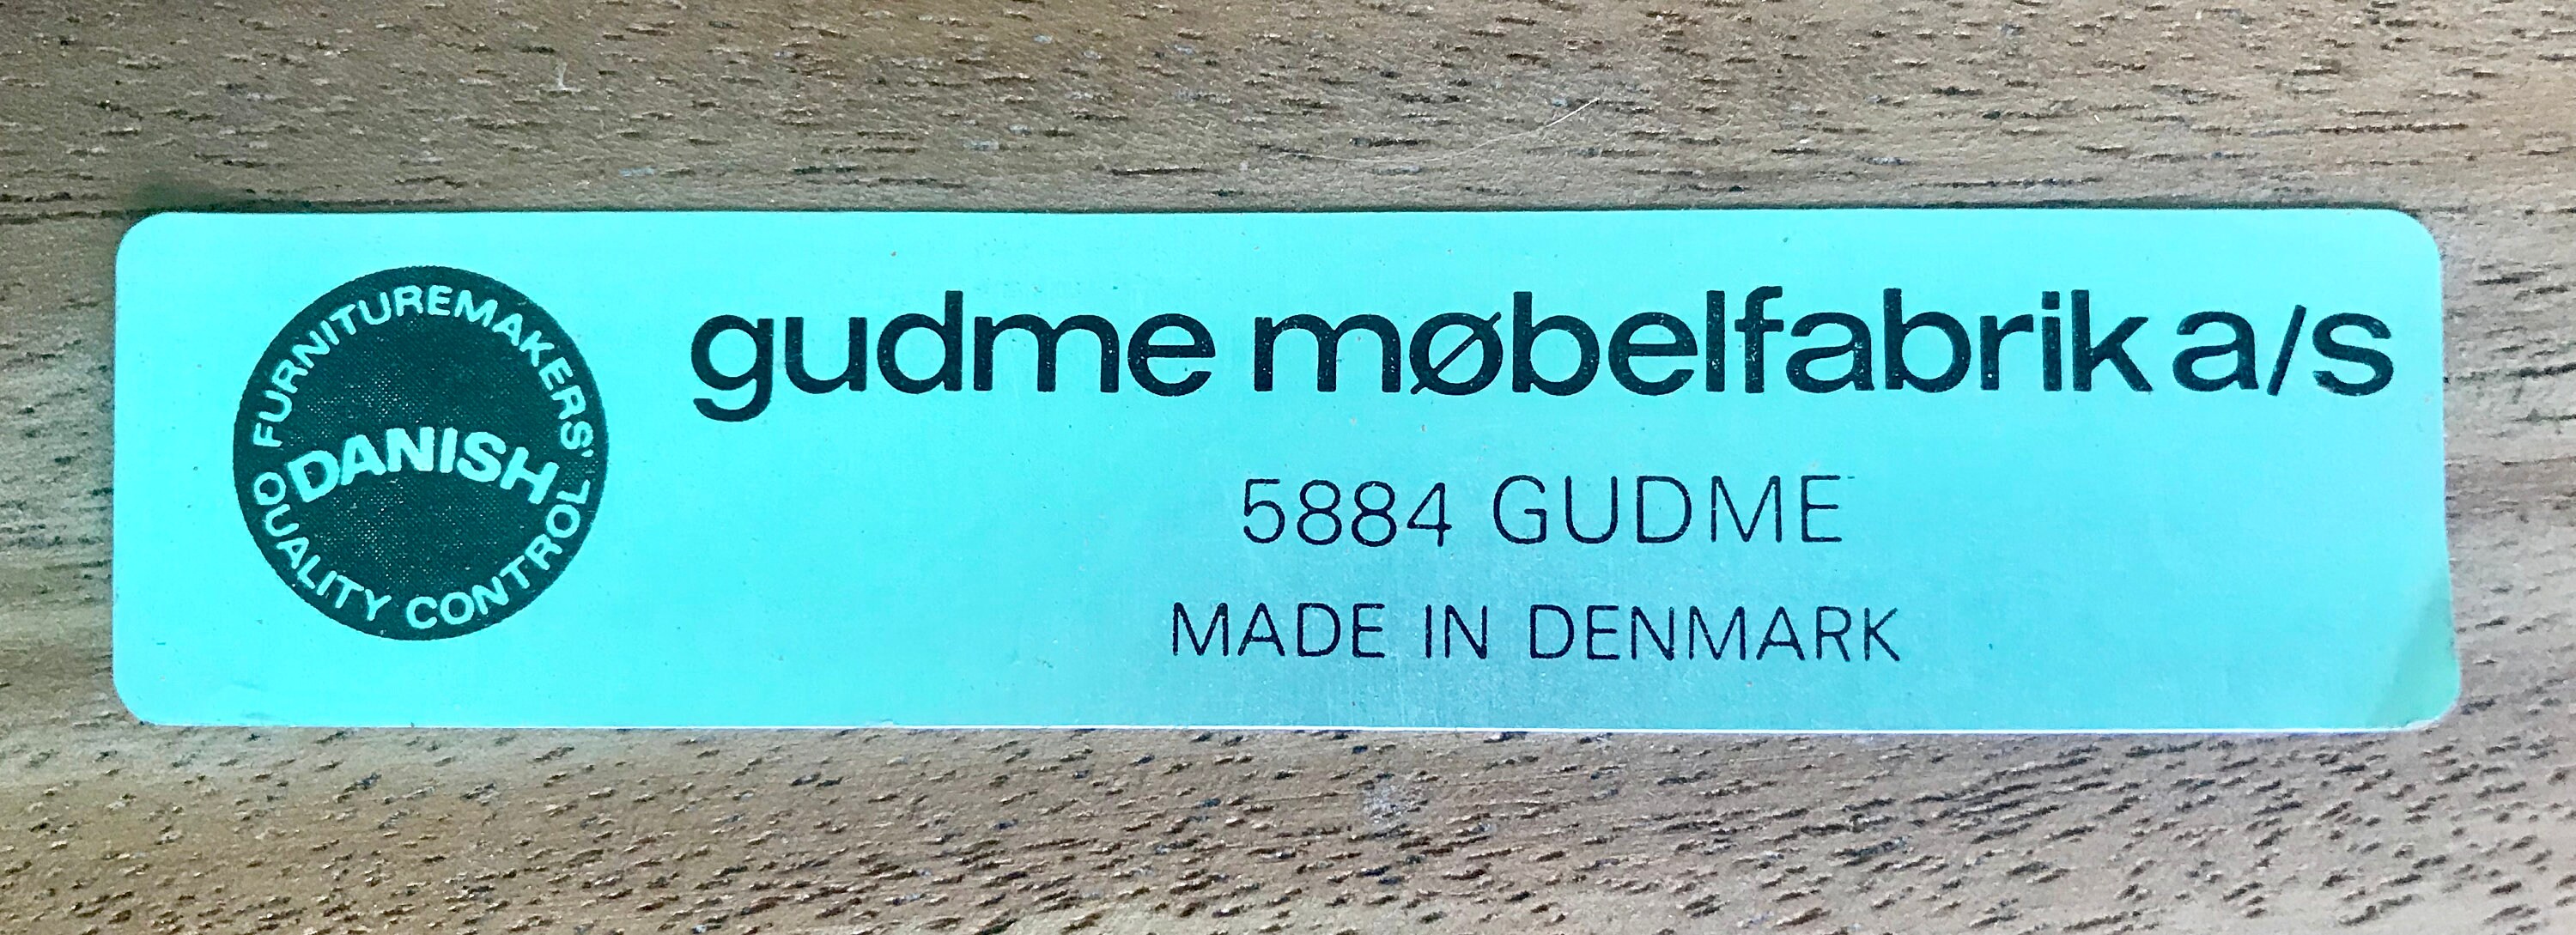 FURNITUREMAKERS'
DANISH
QUALITY CONTROL
gudme møbelfabrik a/s
5884 GUDME
MADE IN DENMARK